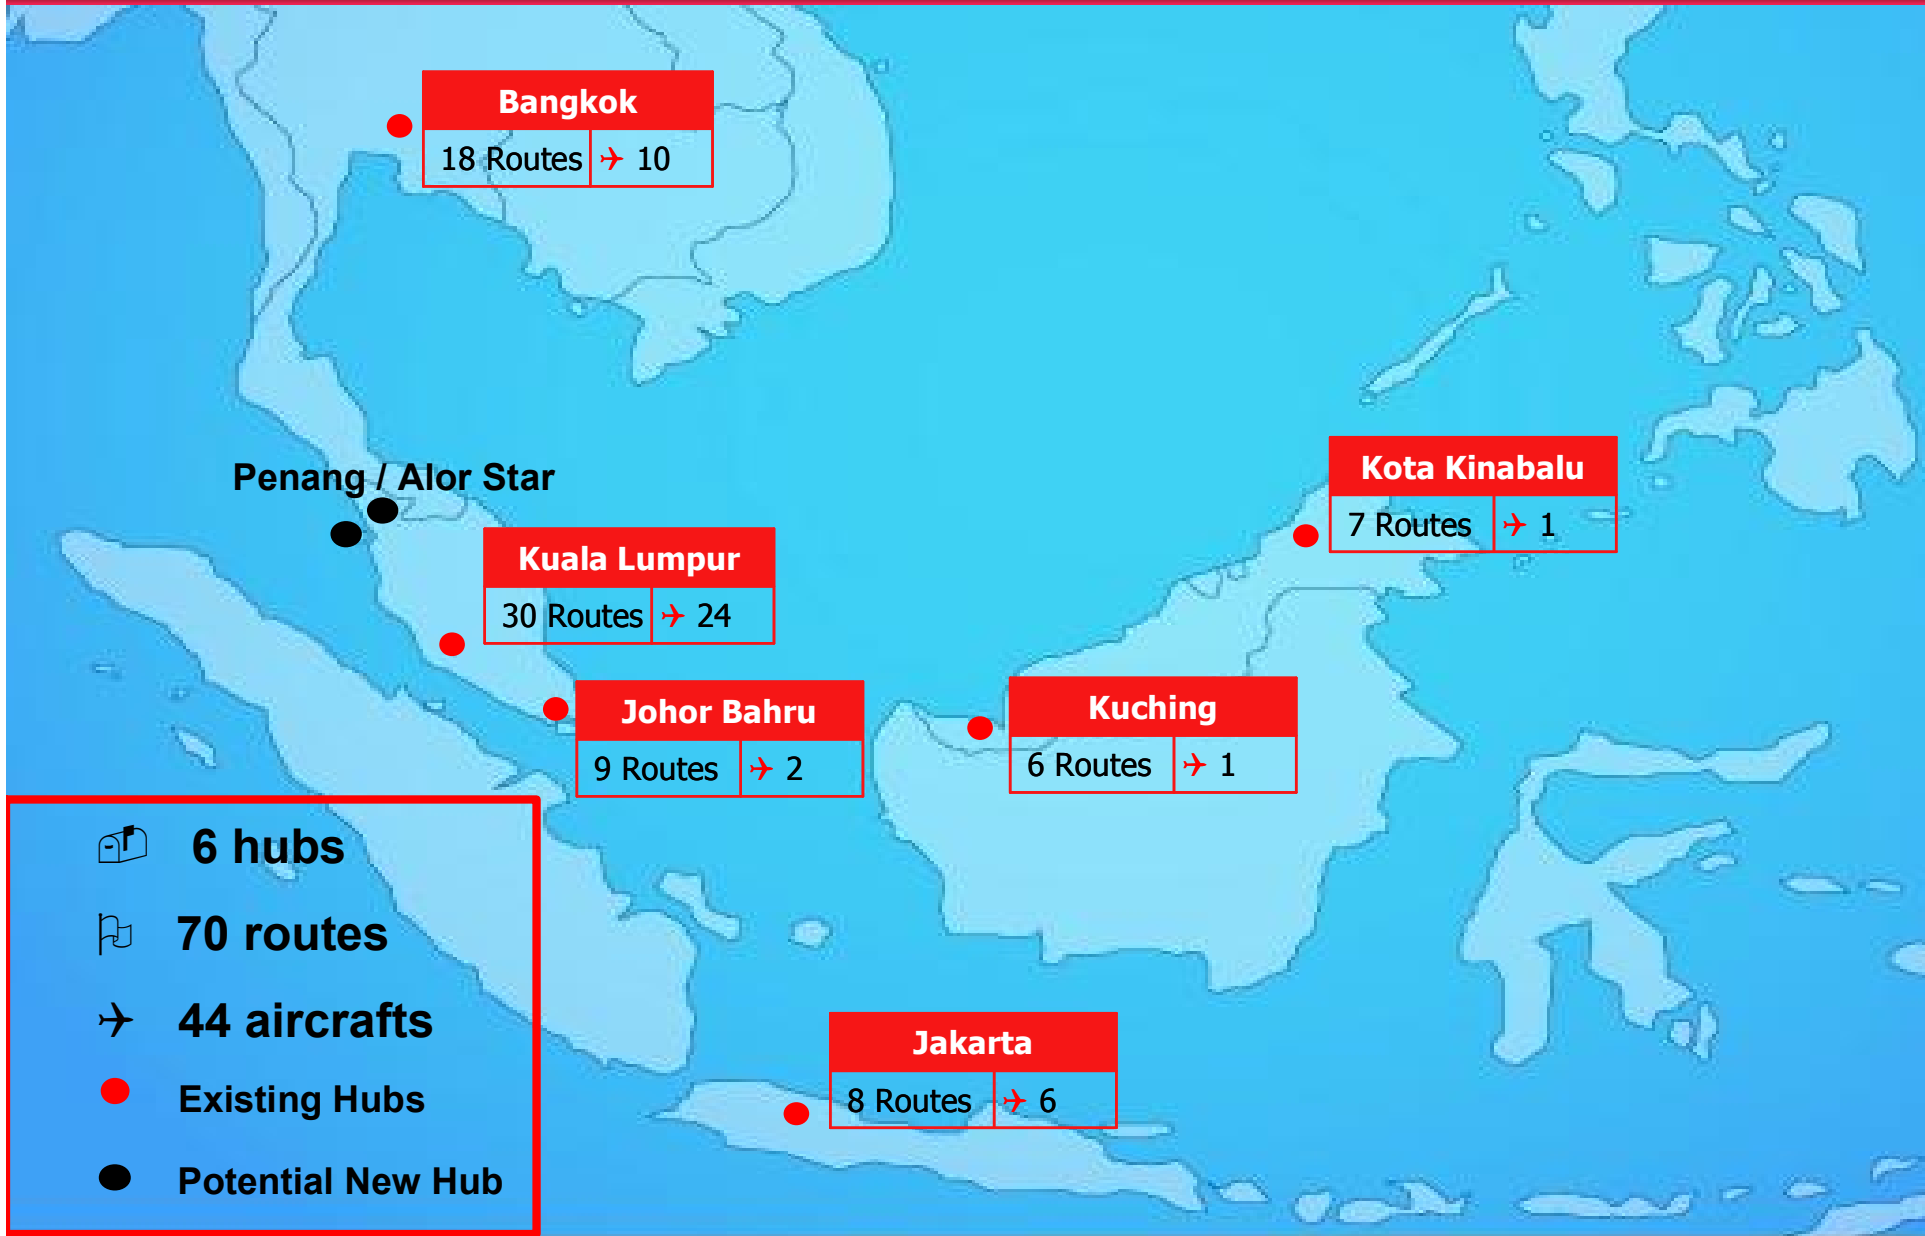 Bangkok
18 Routes ✈ 10
Penang / Alor Star
Kota Kinabalu
7 Routes ✈ 1
Kuala Lumpur
30 Routes ✈ 24
Johor Bahru
9 Routes ✈ 2
Kuching
6 Routes ✈ 1
6 hubs
70 routes
44 aircrafts
Existing Hubs
Potential New Hub
Jakarta
8 Routes ✈ 6